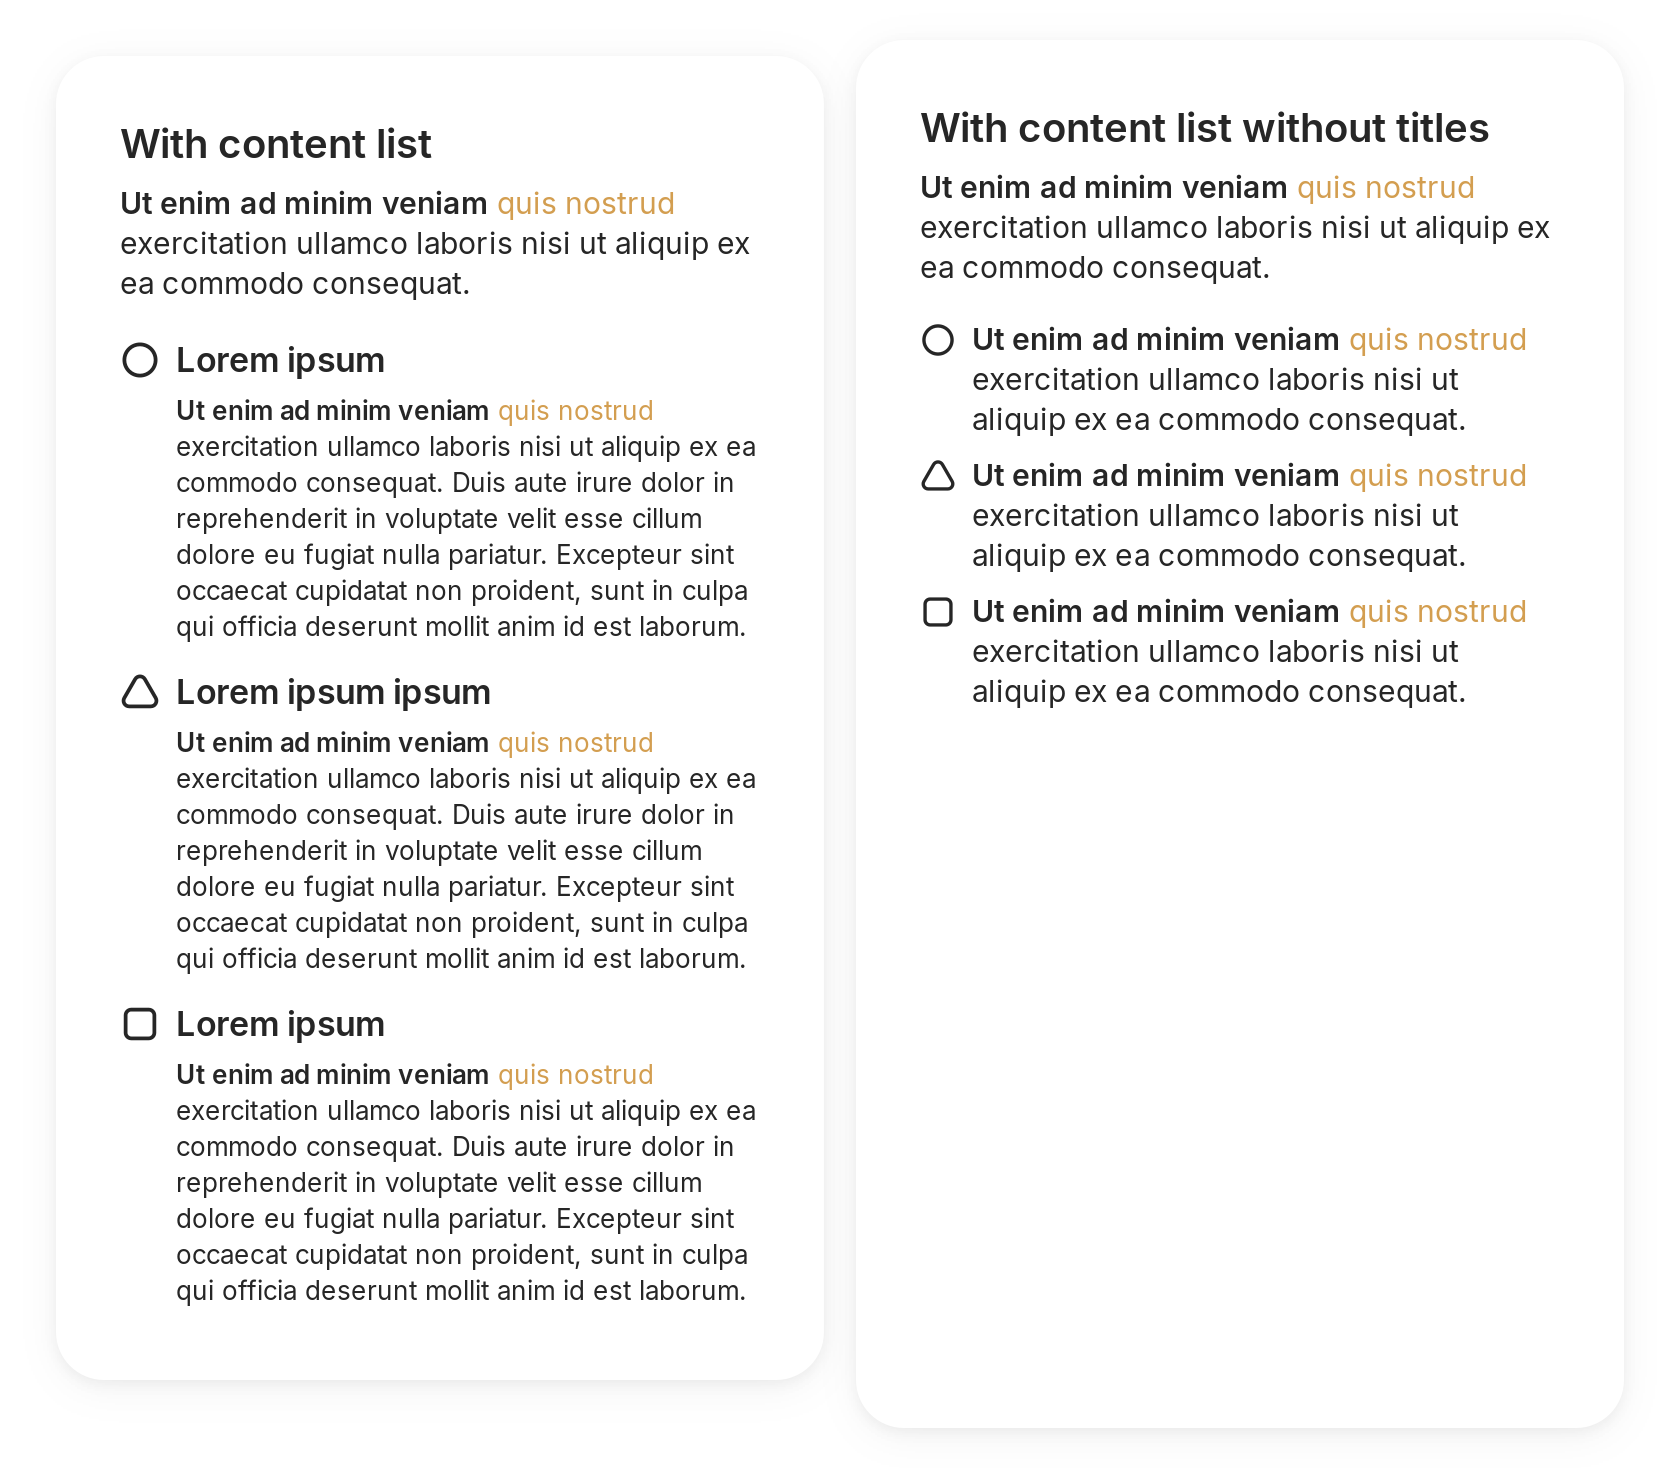 With content list
Ut enim ad minim veniam quis nostrud
exercitation ullamco laboris nisi ut aliquip ex
ea commodo consequat.
Lorem ipsum
Ut enim ad minim veniam quis nostrud
exercitation ullamco laboris nisi ut aliquip ex ea
commodo consequat. Duis aute irure dolor in
reprehenderit in voluptate velit esse cillum
dolore eu fugiat nulla pariatur. Excepteur sint
occaecat cupidatat non proident, sunt in culpa
qui officia deserunt mollit anim id est laborum.
Lorem ipsum ipsum
Ut enim ad minim veniam quis nostrud
exercitation ullamco laboris nisi ut aliquip ex ea
commodo consequat. Duis aute irure dolor in
reprehenderit in voluptate velit esse cillum
dolore eu fugiat nulla pariatur. Excepteur sint
occaecat cupidatat non proident, sunt in culpa
qui officia deserunt mollit anim id est laborum.
Lorem ipsum
Ut enim ad minim veniam quis nostrud
exercitation ullamco laboris nisi ut aliquip ex ea
commodo consequat. Duis aute irure dolor in
reprehenderit in voluptate velit esse cillum
dolore eu fugiat nulla pariatur. Excepteur sint
occaecat cupidatat non proident, sunt in culpa
qui officia deserunt mollit anim id est laborum.
With content list without titles
Ut enim ad minim veniam quis nostrud
exercitation ullamco laboris nisi ut aliquip ex
ea commodo consequat.
Ut enim ad minim veniam quis nostrud
exercitation ullamco laboris nisi ut
aliquip ex ea commodo consequat.
Ut enim ad minim veniam quis nostrud
exercitation ullamco laboris nisi ut
aliquip ex ea commodo consequat.
Ut enim ad minim veniam quis nostrud
exercitation ullamco laboris nisi ut
aliquip ex ea commodo consequat.